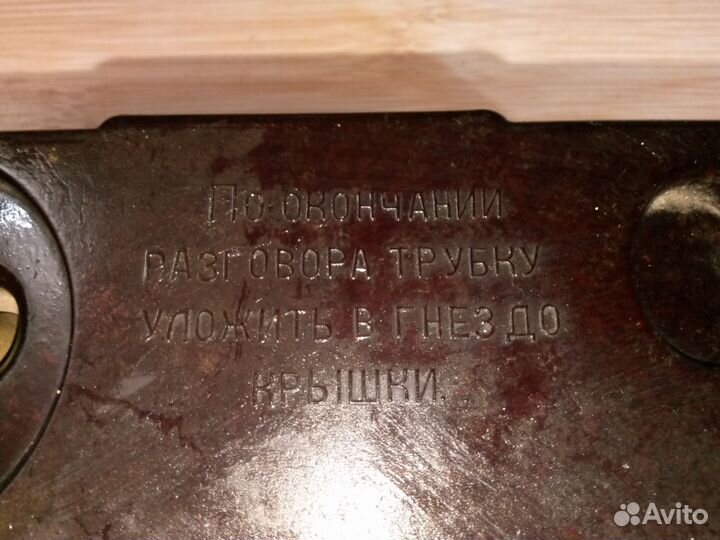 По окончании
разговора трубку
уложить в гнездо
крышки.
Avito